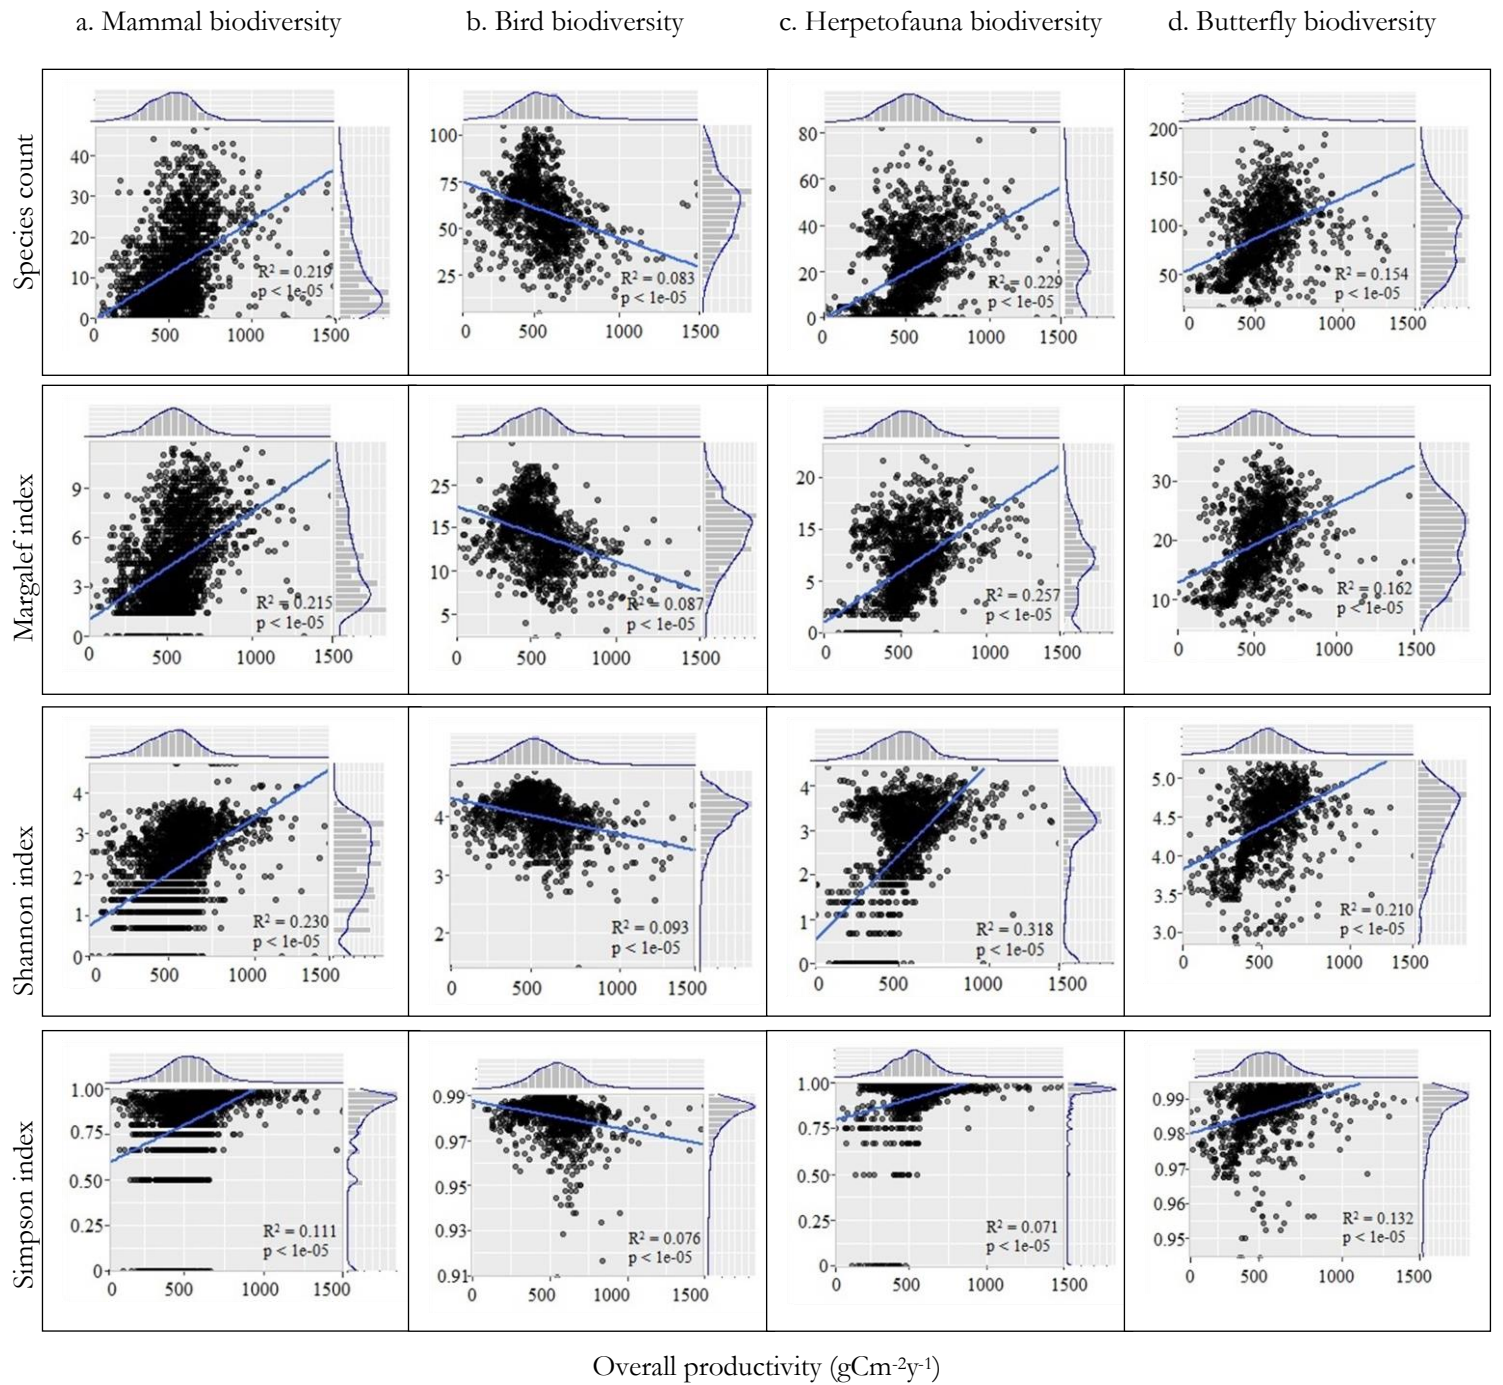 a. Mammal biodiversity
b. Bird biodiversity
c. Herpetofauna biodiversity
d. Butterfly biodiversity
Species count
40
30
20
10
0
R² = 0.219
p < 1e-05
0 500 1000 1500
100
75
50
25
R² = 0.083
p < 1e-05
0 500 1000 1500
80
60
40
20
0
R² = 0.229
p < 1e-05
0 500 1000 1500
200
150
100
50
R² = 0.154
p < 1e-05
0 500 1000 1500
Margalef index
9
6
3
0
R² = 0.215
p < 1e-05
0 500 1000 1500
25
15
10
5
R² = 0.087
p < 1e-05
0 500 1000 1500
20
15
5
0
R² = 0.257
p < 1e-05
0 500 1000 1500
30
20
10
R² = 0.162
p < 1e-05
0 500 1000 1500
Shannon index
4
3
2
1
0
R² = 0.230
p < 1e-05
0 500 1000 1500
4
3
2
R² = 0.093
p < 1e-05
0 500 1000 1500
4
3
2
1
0
R² = 0.318
p < 1e-05
0 500 1000 1500
5.0
4.5
4.0
3.5
3.0
R² = 0.210
p < 1e-05
0 500 1000 1500
Simpson index
1.00
0.75
0.50
0.25
0
R² = 0.111
p < 1e-05
0 500 1000 1500
0.99
0.97
0.95
0.93
0.91
R² = 0.076
p < 1e-05
0 500 1000 1500
1.00
0.75
0.50
0.25
0
R² = 0.071
p < 1e-05
0 500 1000 1500
0.99
0.98
0.97
0.96
0.95
R² = 0.132
p < 1e-05
0 500 1000 1500
Overall productivity (gCm-2y-1)